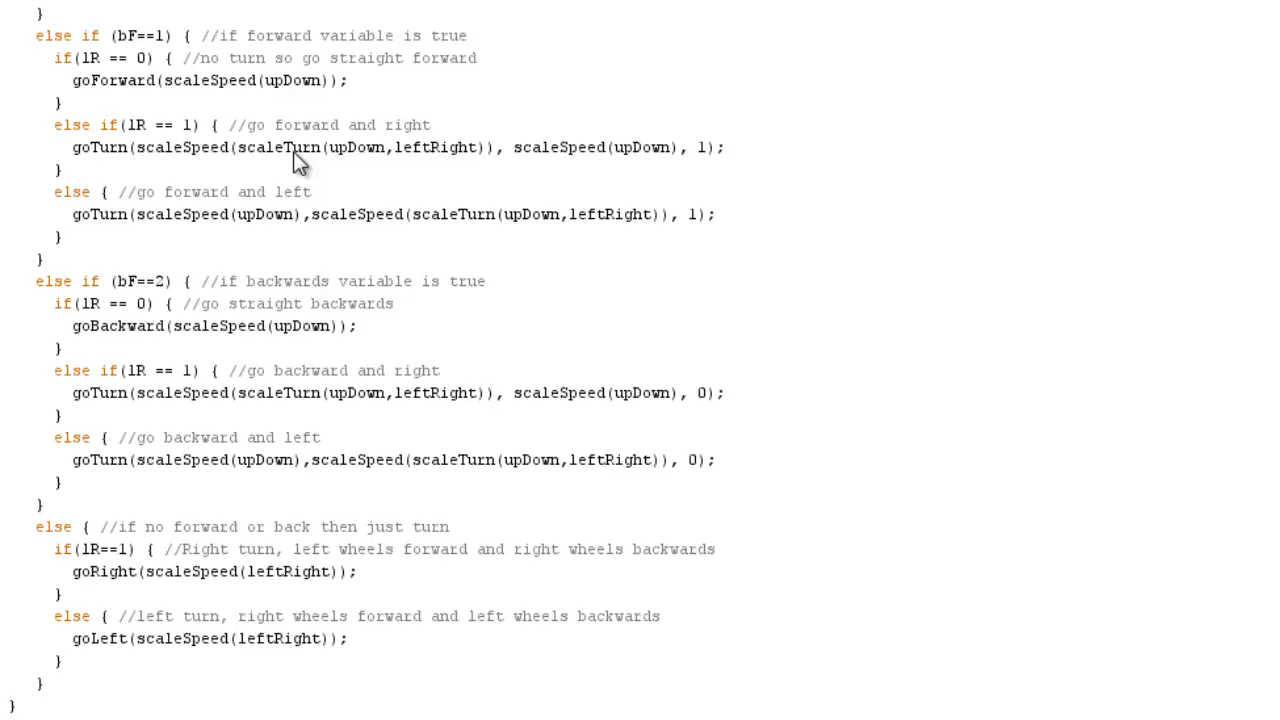 }
else if (bF==1) { //if forward variable is true
if(lR == 0) { //no turn so go straight forward
goForward(scaleSpeed(upDown));
}
else if(lR == 1) { //go forward and right
goTurn(scaleSpeed(scaleTurn(upDown,leftRight)), scaleSpeed(upDown), 1);
}
else { //go forward and left
goTurn(scaleSpeed(upDown),scaleSpeed(scaleTurn(upDown,leftRight)), 1);
}
}
else if (bF==2) { //if backwards variable is true
if(lR == 0) { //go straight backwards
goBackward(scaleSpeed(upDown));
}
else if(lR == 1) { //go backward and right
goTurn(scaleSpeed(scaleTurn(upDown,leftRight)), scaleSpeed(upDown), 0);
}
else { //go backward and left
goTurn(scaleSpeed(upDown),scaleSpeed(scaleTurn(upDown,leftRight)), 0);
}
}
else { //if no forward or back then just turn
if(lR==1) { //Right turn, left wheels forward and right wheels backwards
goRight(scaleSpeed(leftRight));
}
else { //left turn, right wheels forward and left wheels backwards
goLeft(scaleSpeed(leftRight));
}
}
}